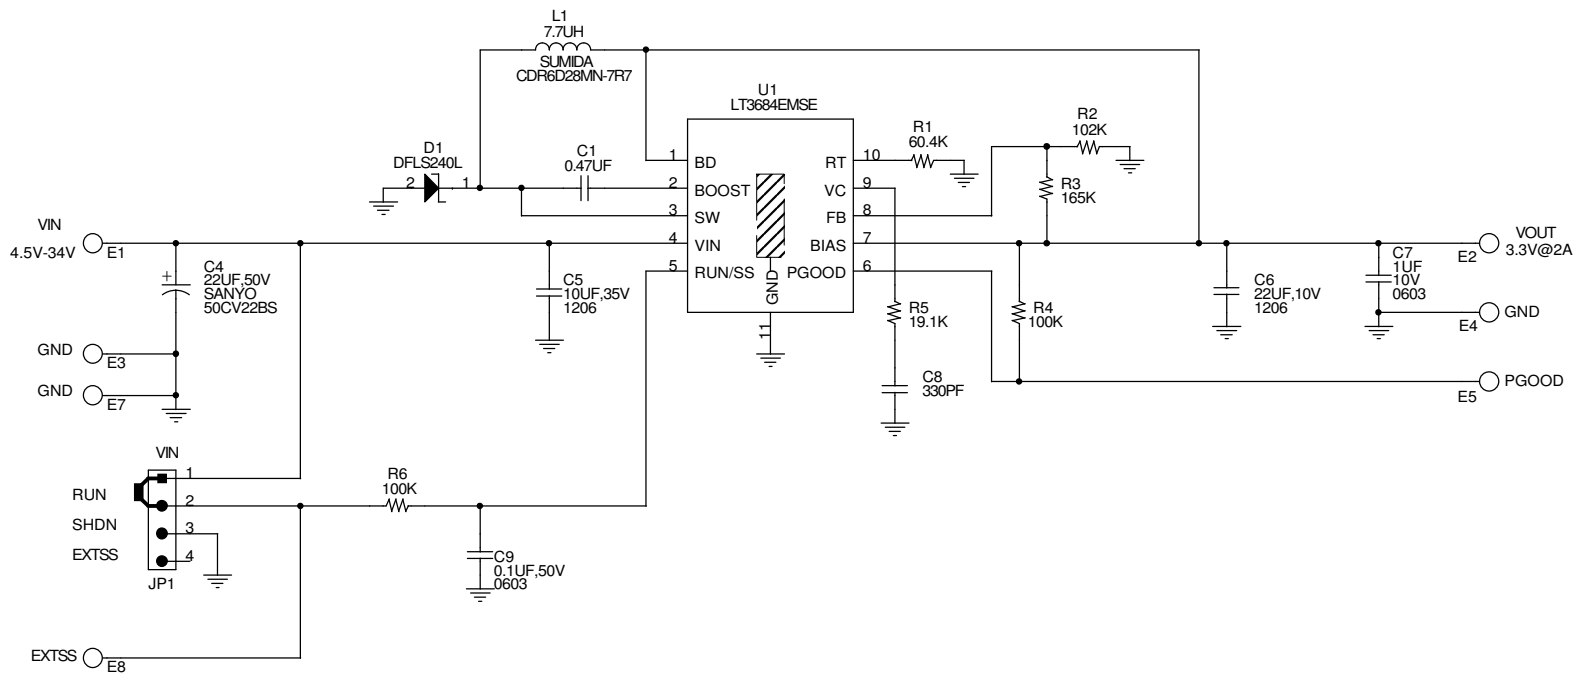 L1
7.7UH
SUMIDA
CDR6D28MN-7R7
U1
LT3684EMSE
D1
DFLS240L
2
1
C1
0.47UF
1
BD
2
BOOST
3
SW
4
VIN
5
RUN/SS
RT
10
VC
9
FB
8
BIAS
7
PGOOD
6
GND
11
R1
60.4K
R2
102K
R3
165K
VIN
4.5V-34V
E1
C4
+
22UF,50V
SANYO
50CV22BS
C5
10UF,35V
1206
R5
19.1K
R4
100K
C6
22UF,10V
1206
C7
1UF
10V
0603
VOUT
3.3V@2A
E2
GND
E4
PGOOD
E5
GND
E3
GND
E7
C8
330PF
VIN
1
RUN
2
SHDN
3
EXTSS
4
JP1
R6
100K
C9
0.1UF,50V
0603
EXTSS
E8